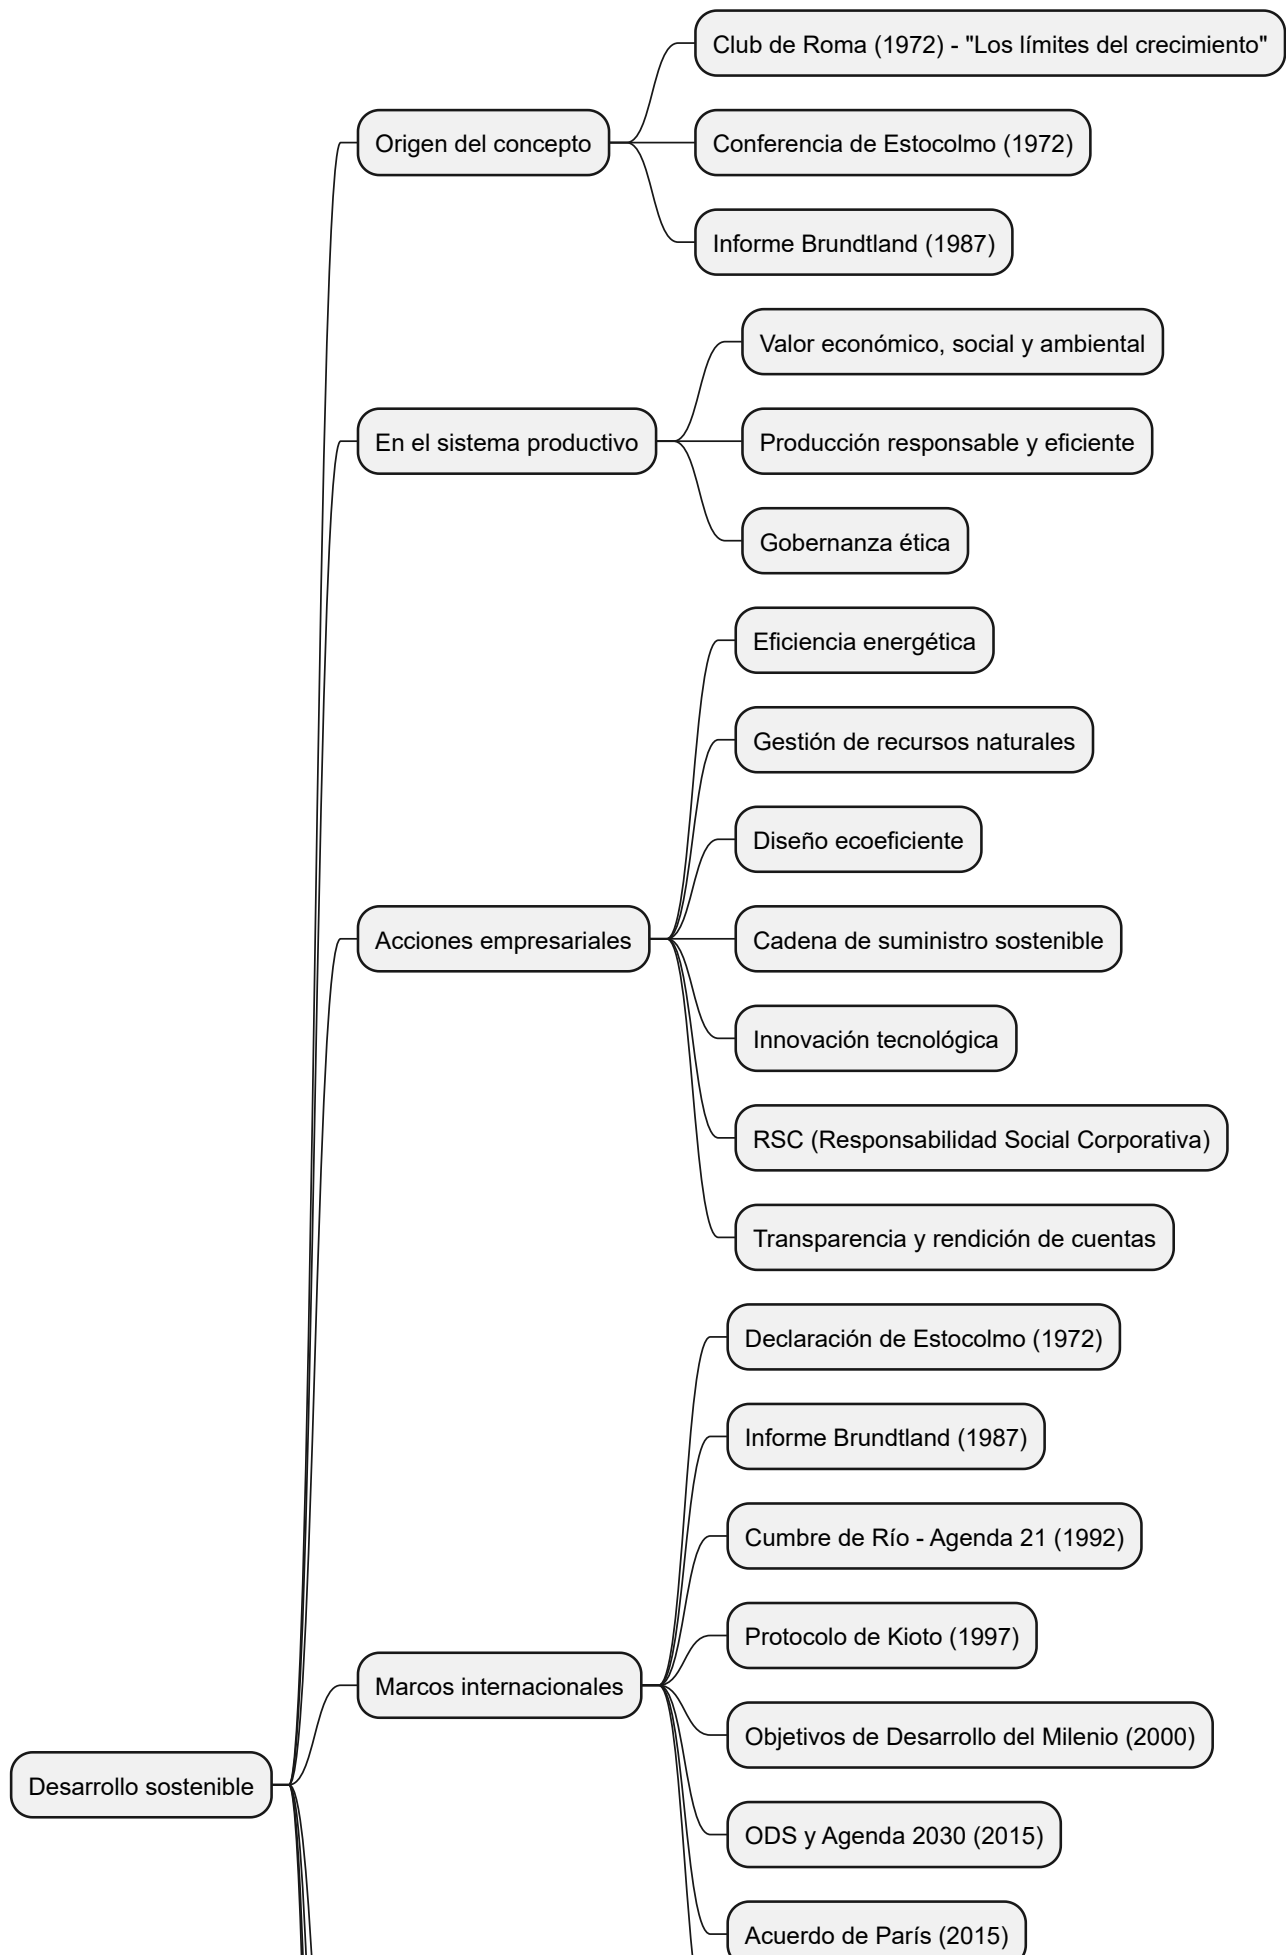 Club de Roma (1972) - "Los límites del crecimiento"
Origen del concepto
Conferencia de Estocolmo (1972)
Informe Brundtland (1987)
Valor económico, social y ambiental
En el sistema productivo
Producción responsable y eficiente
Gobernanza ética
Eficiencia energética
Gestión de recursos naturales
Diseño ecoeficiente
Acciones empresariales
Cadena de suministro sostenible
Innovación tecnológica
RSC (Responsabilidad Social Corporativa)
Transparencia y rendición de cuentas
Declaración de Estocolmo (1972)
Informe Brundtland (1987)
Cumbre de Río - Agenda 21 (1992)
Protocolo de Kioto (1997)
Marcos internacionales
Objetivos de Desarrollo del Milenio (2000)
Desarrollo sostenible
ODS y Agenda 2030 (2015)
Acuerdo de París (2015)